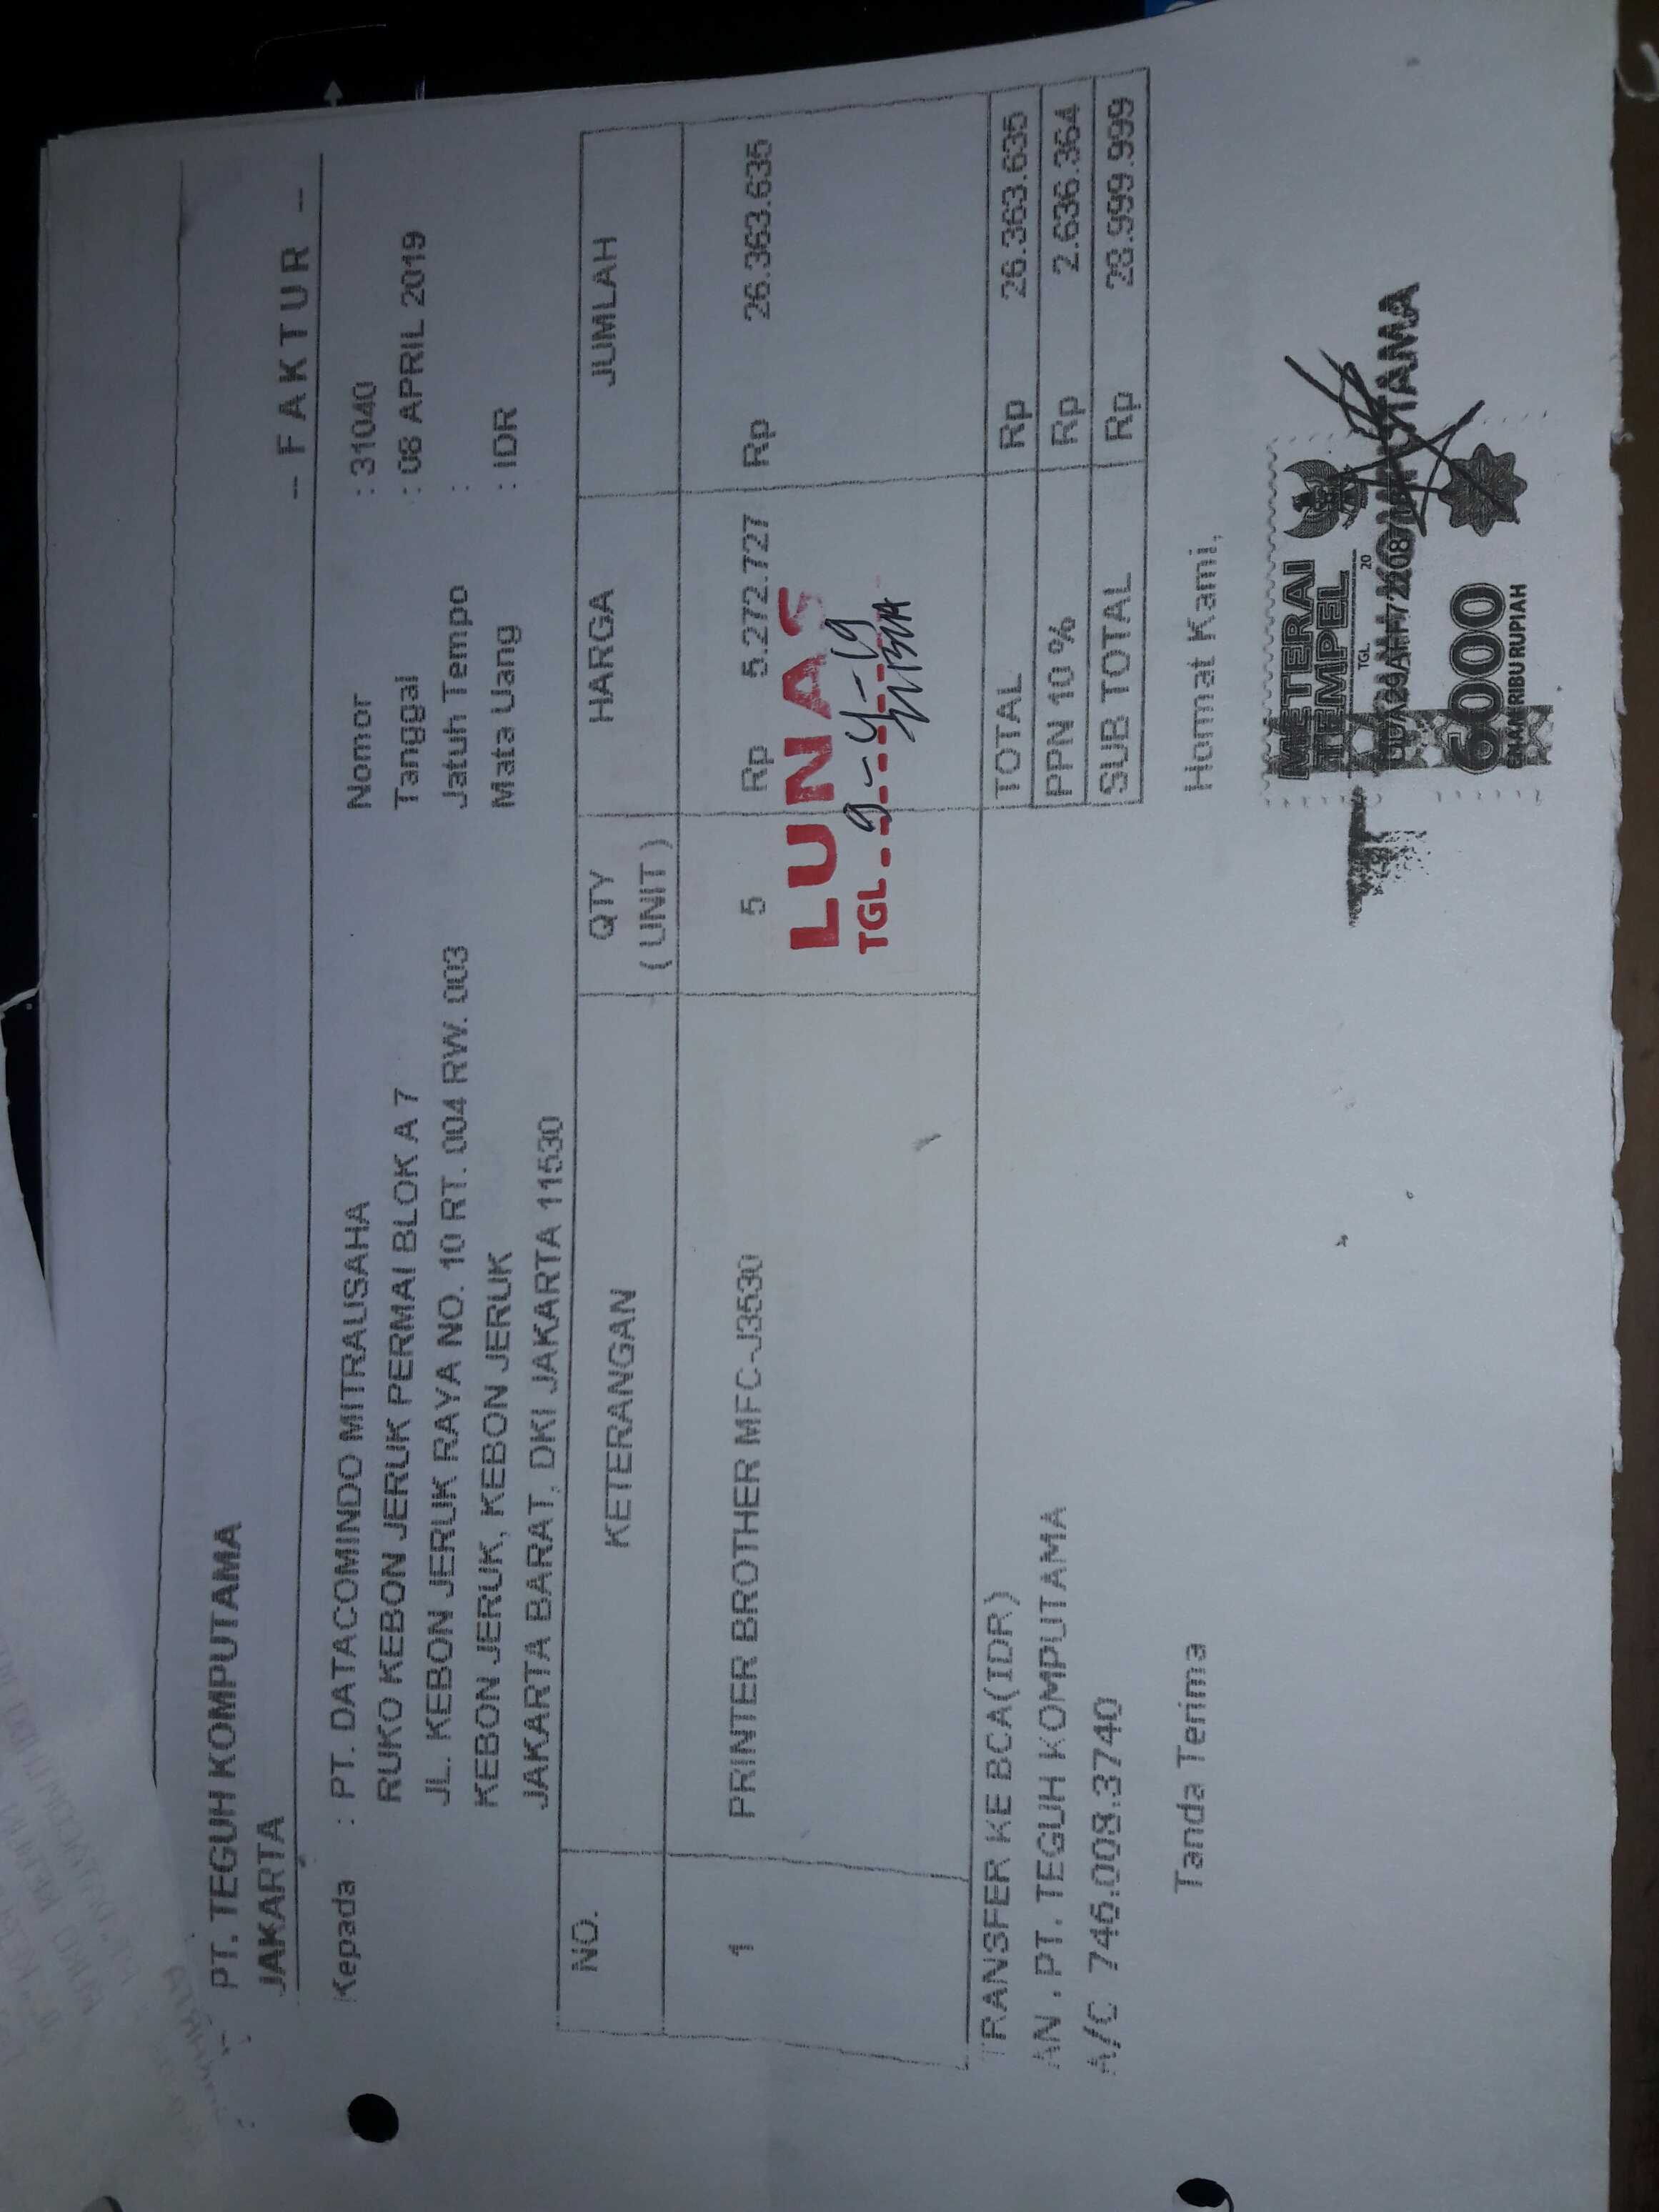 PT. TEGUH KOMPUTAMA
JAKARTA
-- F A K T U R --
Kepada : PT. DATACOMINDO MITRAUSAHA
RUKO KEBON JERUK PERMAI BLOK A 7
JL. KEBON JERUK RAYA NO. 10 RT. 004 RW. 003
KEBON JERUK, KEBON JERUK
JAKARTA BARAT, DKI JAKARTA 11530
Nomor : 31040
Tanggal : 08 APRIL 2019
Jatuh Tempo :
Mata Uang : IDR
NO. KETERANGAN QTY ( UNIT ) HARGA JUMLAH
1 PRINTER BROTHER MFC-J3530 5 Rp 5.272.727 Rp 26.363.635
LUNAS
TGL. 9-4-19
TOTAL Rp 26.363.635
PPN 10 % Rp 2.636.364
SUB TOTAL Rp 28.999.999
TRANSFER KE BCA(IDR)
AN . PT. TEGUH KOMPUTAMA
A/C 746.008.3740
Tanda Terima
Hormat Kami,
METERAI
TEMPEL
TGL 20
6000
ENAM RIBU RUPIAH